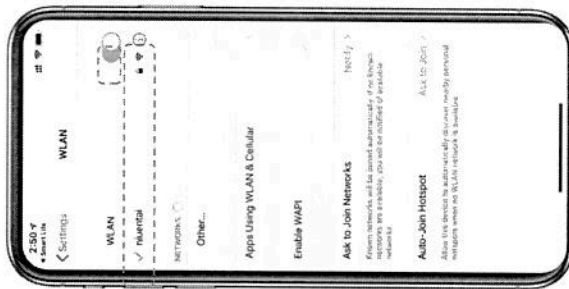 2:50
Smart Life
Settings
WLAN
WLAN
niuentai
NETWORKS
Other...
Apps Using WLAN & Cellular
Enable WAPI
Ask to Join Networks
Notify
Known networks will be joined automatically. If no known
networks are available, you will be notified of available
networks.
Auto-Join Hotspot
Ask to Join
Allow this device to automatically discover nearby personal
hotspots when no WLAN network is available.